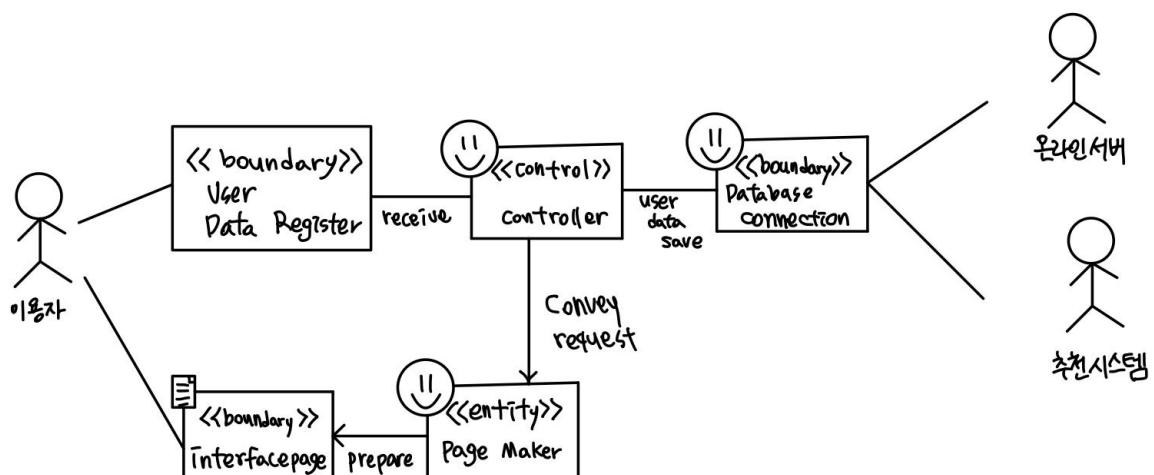 <<boundary>>
User
Data Register
receive
<<control>>
controller
user
data
save
<<boundary>>
Database
connection
온라인서버
이용자
convey
request
추천시스템
<<boundary>>
interfacepage
prepare
<<entity>>
page Maker